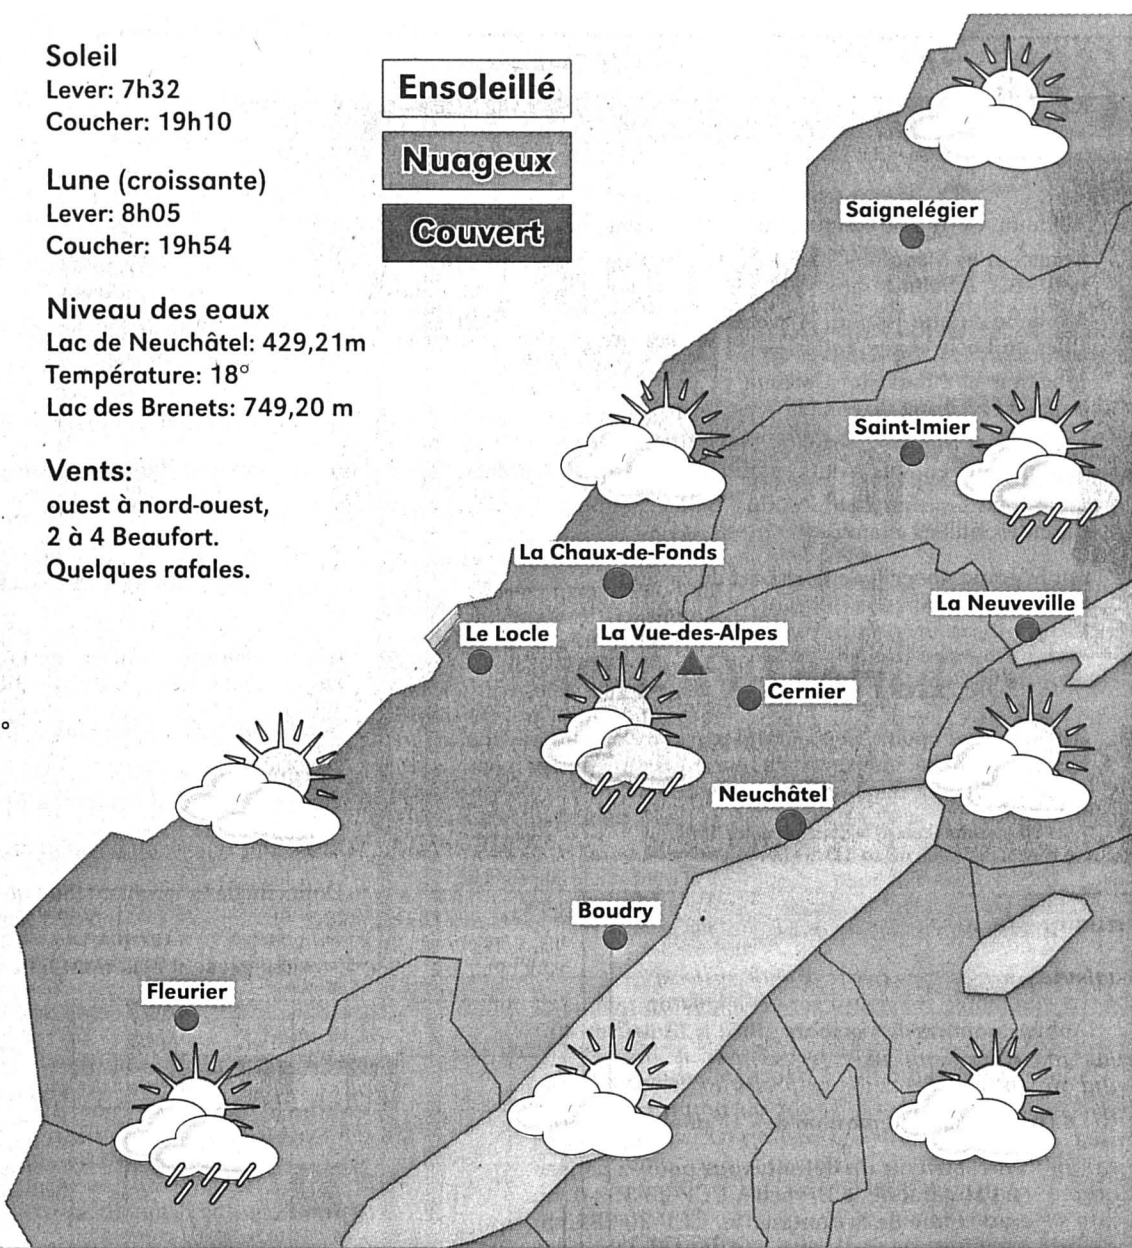 Soleil
Lever: 7h32
Coucher: 19h10
Lune (croissante)
Lever: 8h05
Coucher: 19h54
Niveau des eaux
Lac de Neuchâtel: 429,21m
Température: 18°
Lac des Brenets: 749,20 m
Vents:
ouest à nord-ouest,
2 à 4 Beaufort.
Quelques rafales.
Ensoleillé
Nuageux
Couvert
Saignelégier
Saint-Imier
La Chaux-de-Fonds
La Neuveville
Le Locle
La Vue-des-Alpes
Cernier
Neuchâtel
Boudry
Fleurier